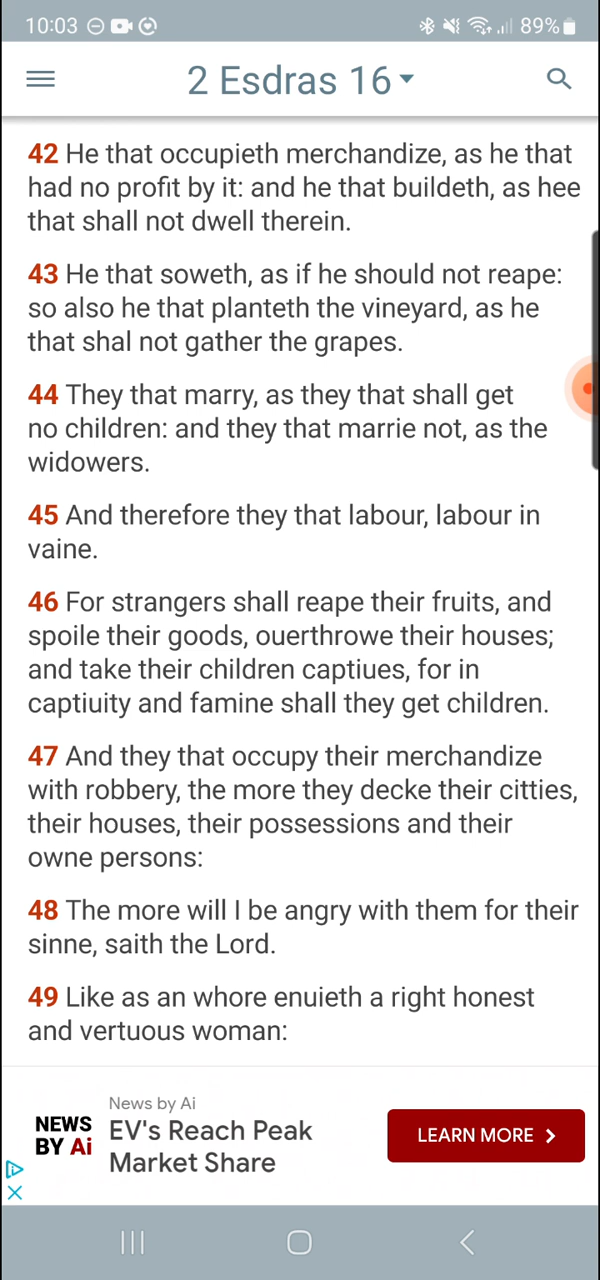 10:03
89%
2 Esdras 16
42 He that occupieth merchandize, as he that
had no profit by it: and he that buildeth, as hee
that shall not dwell therein.
43 He that soweth, as if he should not reape:
so also he that planteth the vineyard, as he
that shal not gather the grapes.
44 They that marry, as they that shall get
no children: and they that marrie not, as the
widowers.
45 And therefore they that labour, labour in
vaine.
46 For strangers shall reape their fruits, and
spoile their goods, ouerthrowe their houses;
and take their children captiues, for in
captiuity and famine shall they get children.
47 And they that occupy their merchandize
with robbery, the more they decke their citties,
their houses, their possessions and their
owne persons:
48 The more will I be angry with them for their
sinne, saith the Lord.
49 Like as an whore enuieth a right honest
and vertuous woman:
NEWS
BY Ai
News by Ai
EV's Reach Peak
Market Share
LEARN MORE